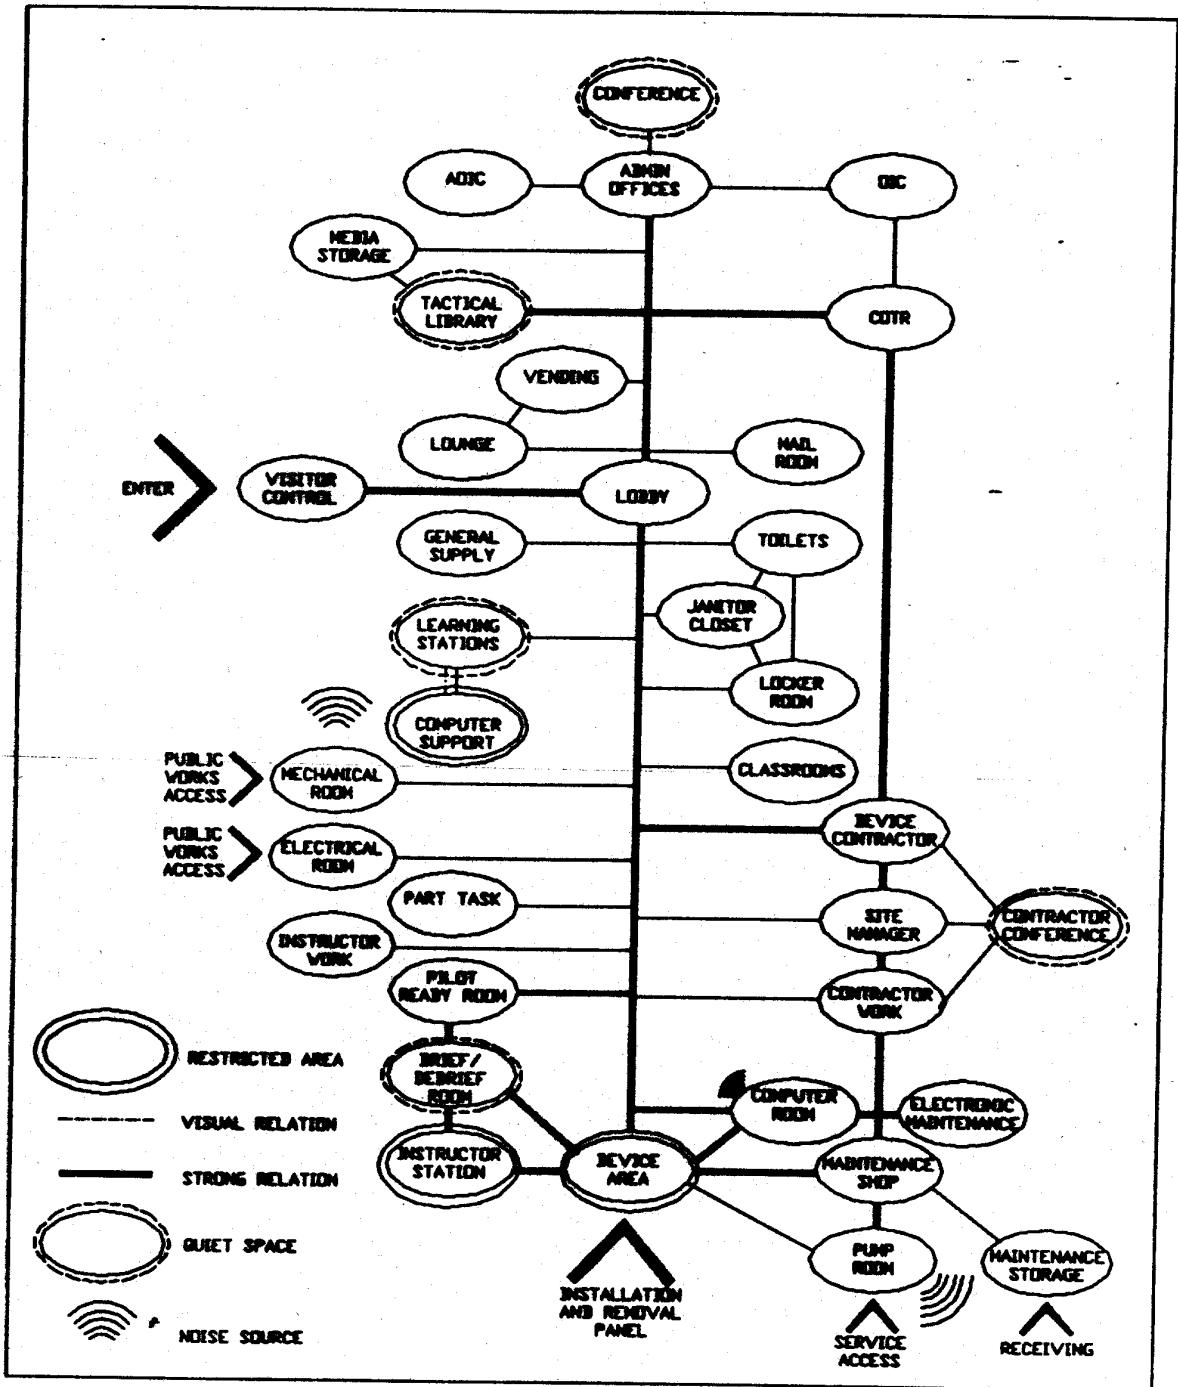 CONFERENCE
AOIC
ADMIN
OFFICES
OIC
MEDIA
STORAGE
TACTICAL
LIBRARY
COTR
VENDING
LOUNGE
MAIL
ROOM
ENTER
VISITOR
CONTROL
LOBBY
GENERAL
SUPPLY
TOILETS
JANITOR
CLOSET
LEARNING
STATIONS
LOCKER
ROOM
COMPUTER
SUPPORT
PUBLIC
WORKS
ACCESS
MECHANICAL
ROOM
CLASSROOMS
PUBLIC
WORKS
ACCESS
ELECTRICAL
ROOM
DEVICE
CONTRACTOR
PART TASK
SITE
MANAGER
CONTRACTOR
CONFERENCE
INSTRUCTOR
WORK
PILOT
READY ROOM
CONTRACTOR
WORK
RESTRICTED AREA
BRIEF/
DEBRIEF
ROOM
COMPUTER
ROOM
ELECTRONIC
MAINTENANCE
VISUAL RELATION
INSTRUCTOR
STATION
DEVICE
AREA
MAINTENANCE
SHOP
STRONG RELATION
QUIET SPACE
PUMP
ROOM
MAINTENANCE
STORAGE
INSTALLATION
AND REMOVAL
PANEL
NOISE SOURCE
SERVICE
ACCESS
RECEIVING